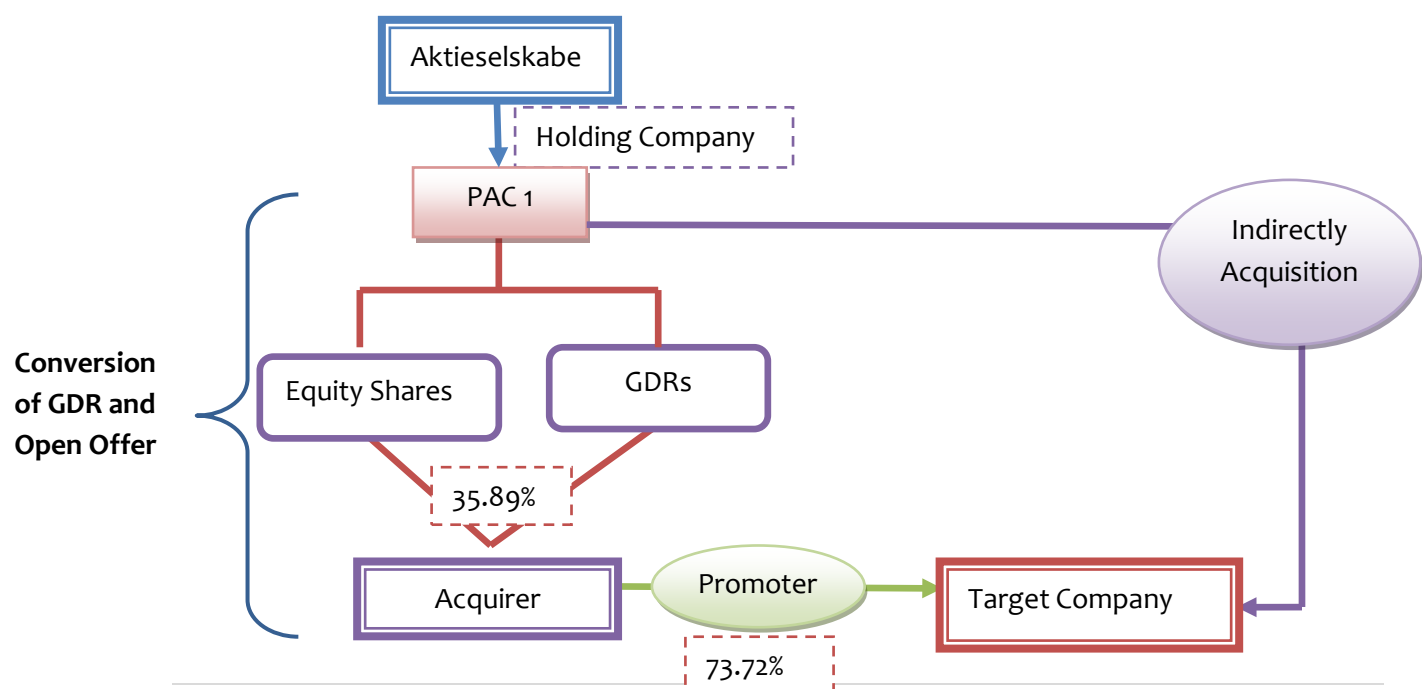 Aktieselskabe
Holding Company
PAC 1
Indirectly
Acquisition
Conversion
of GDR and
Open Offer
Equity Shares
GDRs
35.89%
Acquirer
Promoter
Target Company
73.72%